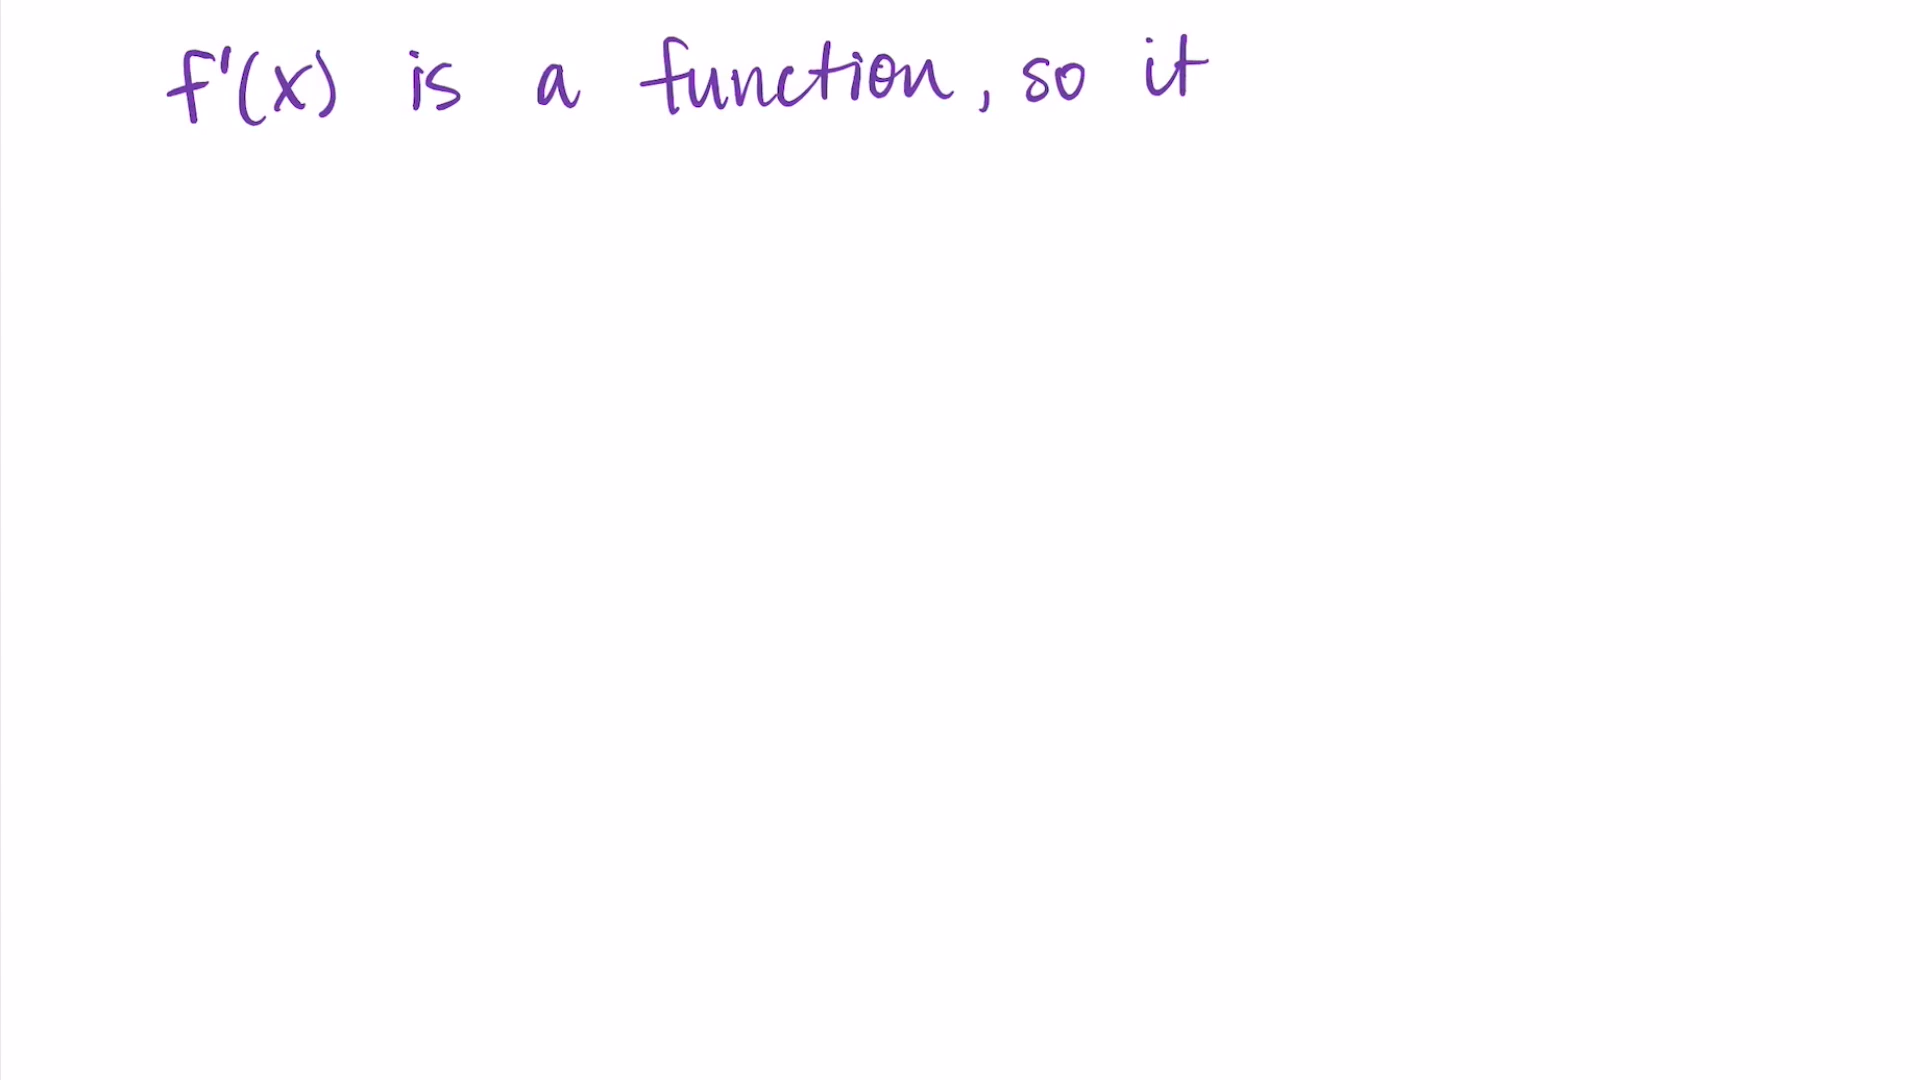 f'(x) is a function, so it